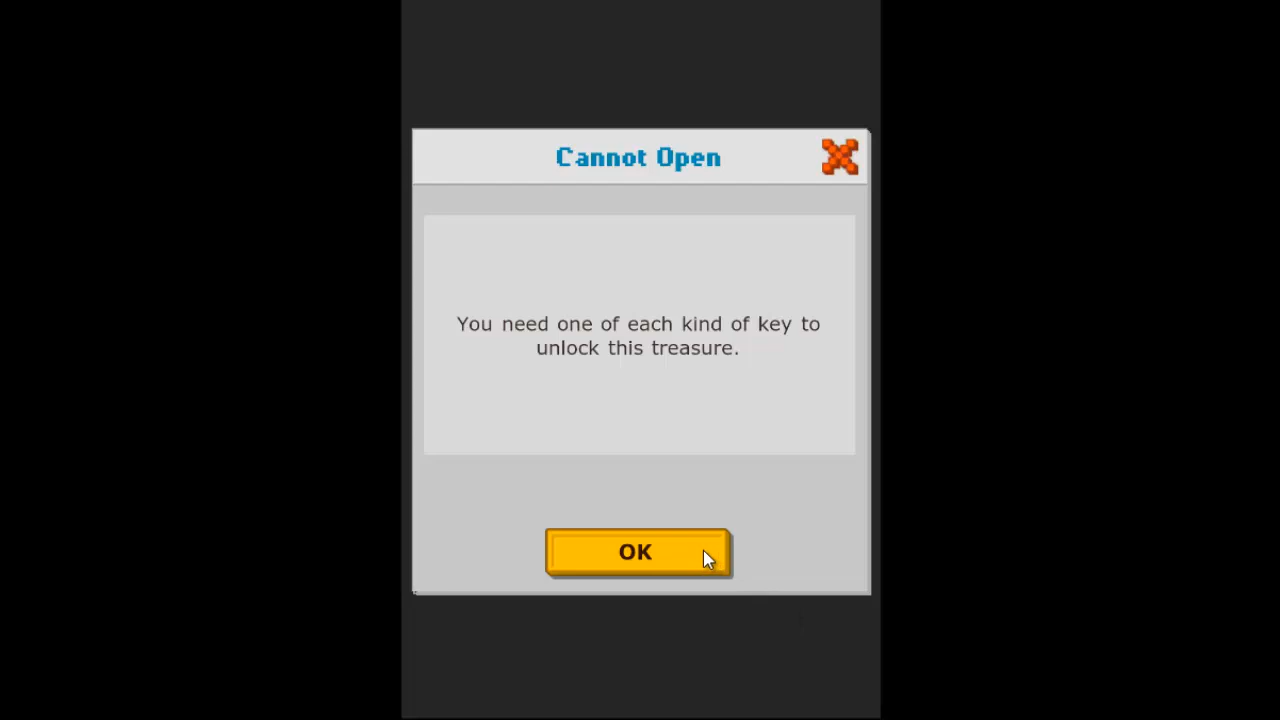 Cannot Open
You need one of each kind of key to
unlock this treasure.
OK